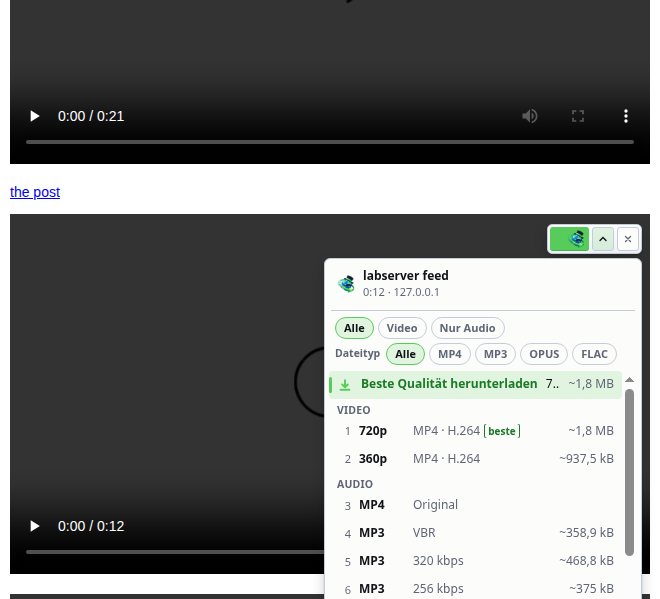 0:00 / 0:21
the post
labserver feed
0:12 · 127.0.0.1
Alle Video Nur Audio
Dateityp Alle MP4 MP3 OPUS FLAC
Beste Qualität herunterladen 7.. ~1,8 MB
VIDEO
1 720p MP4 · H.264 beste ~1,8 MB
2 360p MP4 · H.264 ~937,5 kB
AUDIO
3 MP4 Original
4 MP3 VBR ~358,9 kB
0:00 / 0:12
5 MP3 320 kbps ~468,8 kB
6 MP3 256 kbps ~375 kB